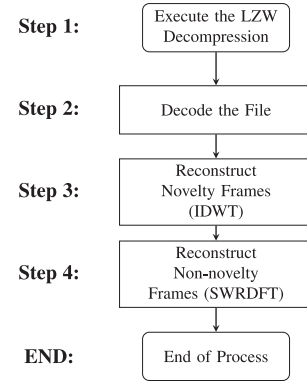 Step 1:
Execute the LZW
Decompression
Step 2:
Decode the File
Step 3:
Reconstruct
Novelty Frames
(IDWT)
Step 4:
Reconstruct
Non-novelty
Frames (SWRDFT)
END:
End of Process